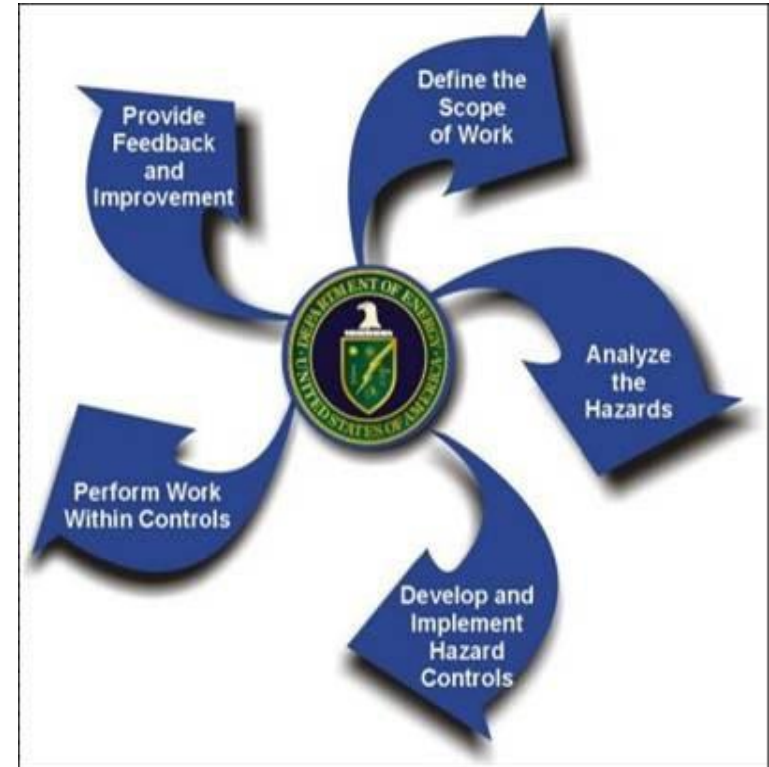 Define the
Scope
of Work
Analyze
the
Hazards
Develop and
Implement
Hazard
Controls
Perform Work
Within Controls
Provide
Feedback
and
Improvement
DEPARTMENT OF ENERGY
UNITED STATES OF AMERICA